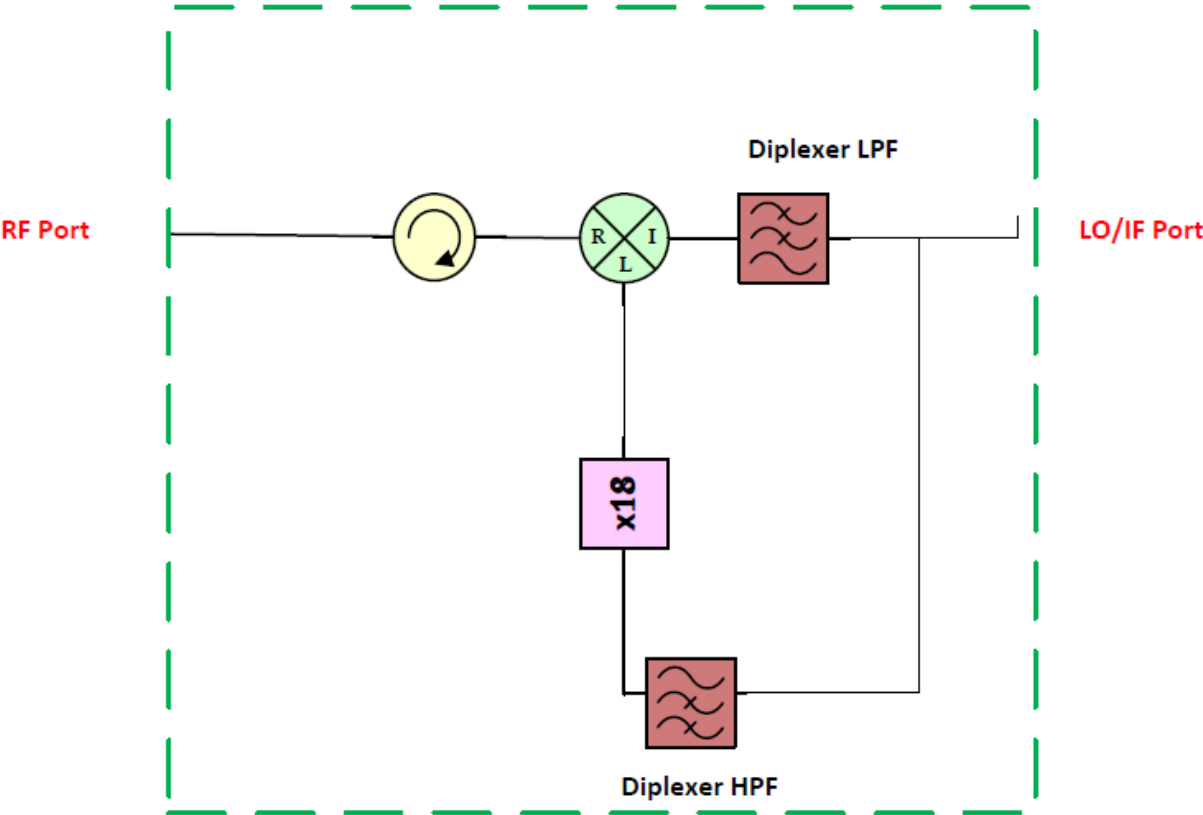 Diplexer LPF
RF Port
R
I
L
LO/IF Port
x18
Diplexer HPF